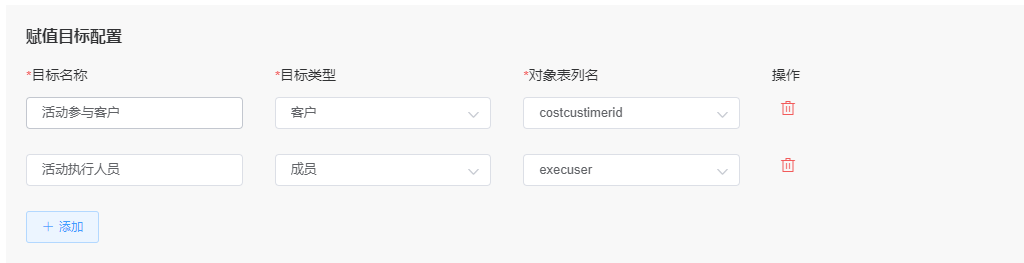 赋值目标配置
*目标名称 *目标类型 *对象表列名 操作
活动参与客户 客户 costcustimerid
活动执行人员 成员 execuser
+ 添加